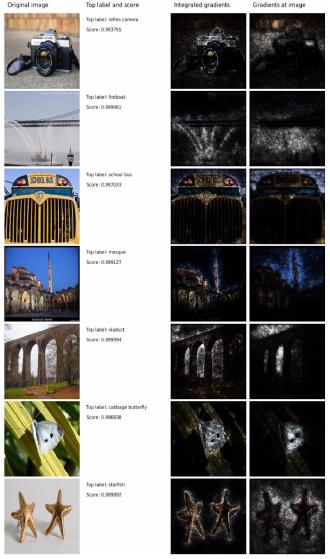 Original image
Top label and score
Integrated gradients
Gradients at image
Top label: reflex camera
Score: 0.993755
Top label: fireboat
Score: 0.999961
Top label: school bus
Score: 0.997033
SCHOOL BUS
Top label: mosque
Score: 0.999127
Top label: viaduct
Score: 0.999994
Top label: cabbage butterfly
Score: 0.996838
Top label: starfish
Score: 0.999992